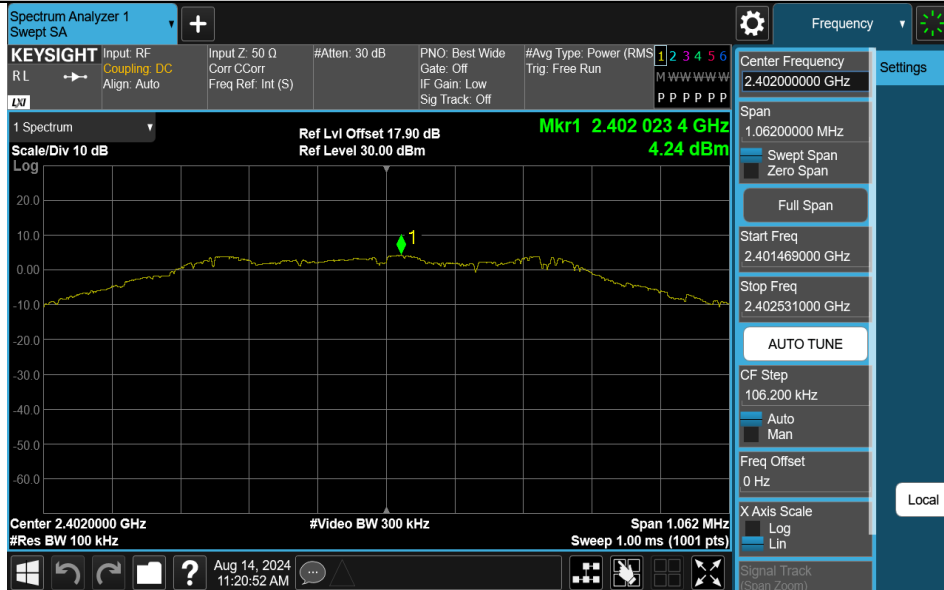 Spectrum Analyzer 1
Swept SA
+
Frequency
KEYSIGHT
R L
LXI
Input: RF
Coupling: DC
Align: Auto
Input Z: 50 Ω
Corr CCorr
Freq Ref: Int (S)
#Atten: 30 dB
PNO: Best Wide
Gate: Off
IF Gain: Low
Sig Track: Off
#Avg Type: Power (RMS
Trig: Free Run
1 2 3 4 5 6
M W W W W W
P P P P P P
1 Spectrum
Scale/Div 10 dB
Log
Ref Lvl Offset 17.90 dB
Ref Level 30.00 dBm
Mkr1 2.402 023 4 GHz
4.24 dBm
20.0
10.0
0.00
-10.0
-20.0
-30.0
-40.0
-50.0
-60.0
1
Center 2.4020000 GHz
#Res BW 100 kHz
#Video BW 300 kHz
Span 1.062 MHz
Sweep 1.00 ms (1001 pts)
Center Frequency
2.402000000 GHz
Span
1.06200000 MHz
Swept Span
Zero Span
Full Span
Start Freq
2.401469000 GHz
Stop Freq
2.402531000 GHz
AUTO TUNE
CF Step
106.200 kHz
Auto
Man
Freq Offset
0 Hz
X Axis Scale
Log
Lin
Signal Track
(Span Zoom)
Settings
Local
?
Aug 14, 2024
11:20:52 AM